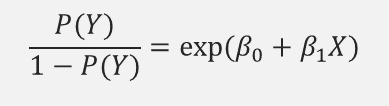 P(Y) / 1 − P(Y) = exp(β₀ + β₁X)